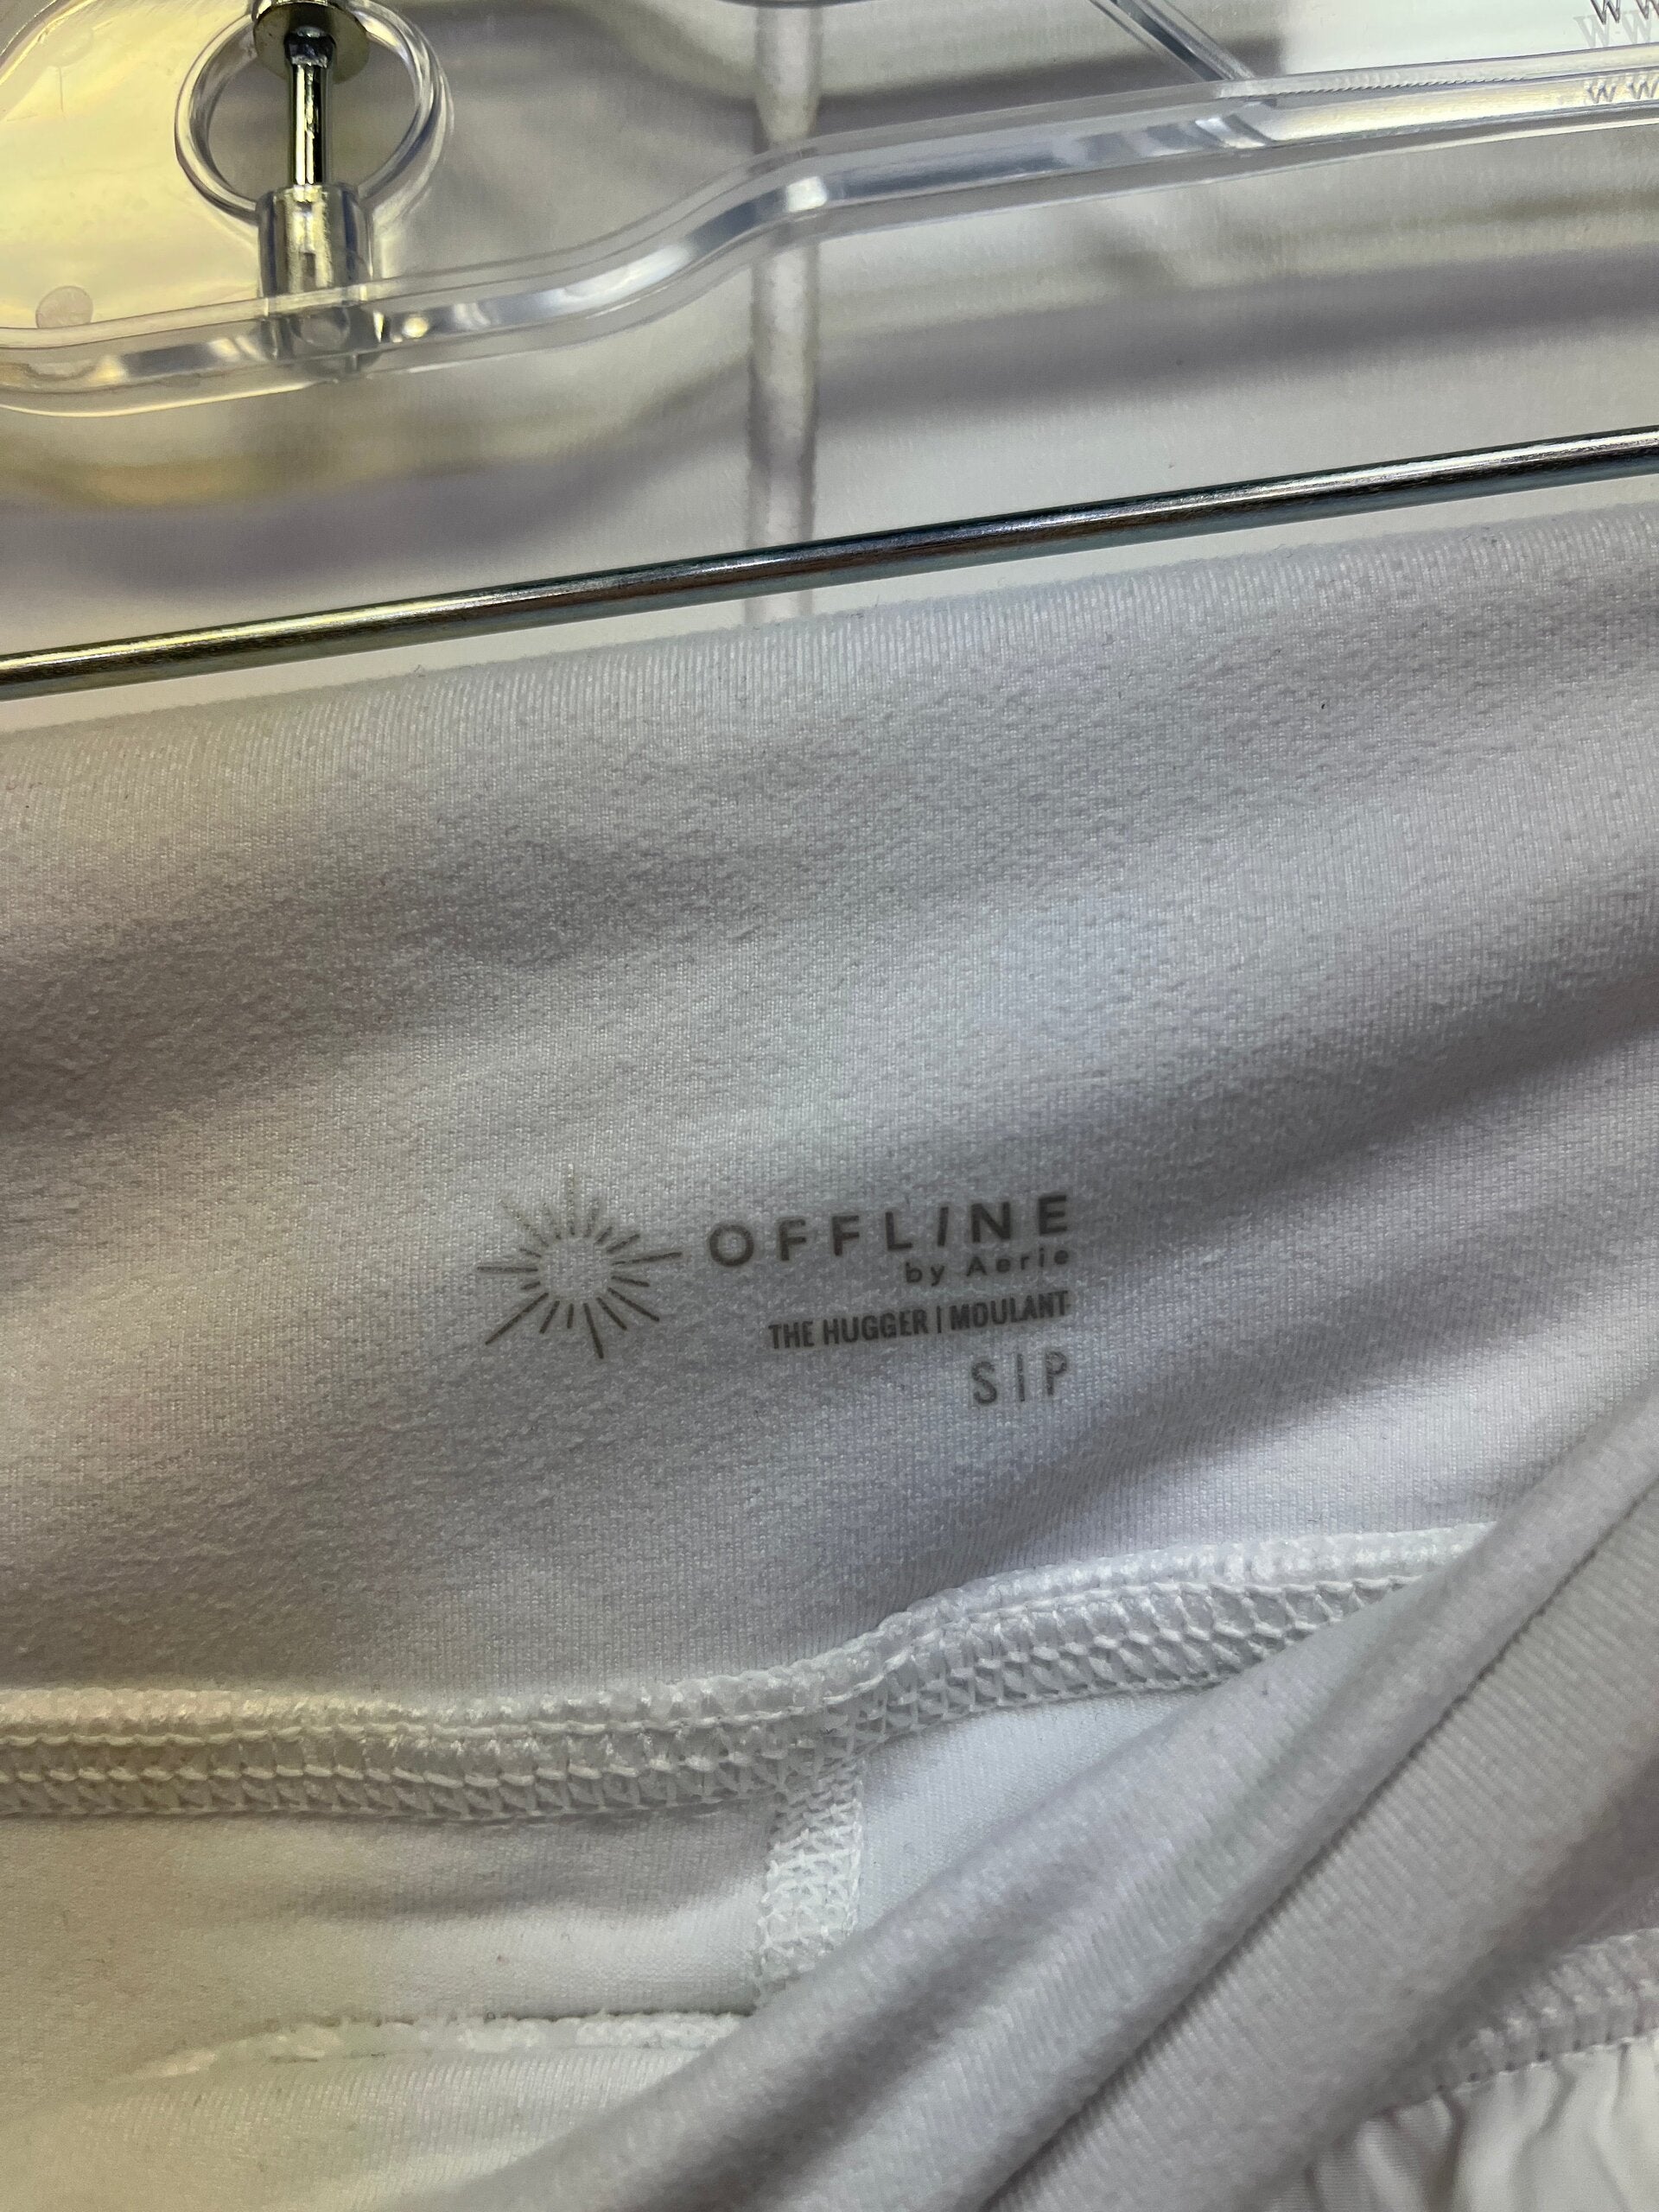 OFFLINE
by Aerie
THE HUGGER | MOULANT
S | P